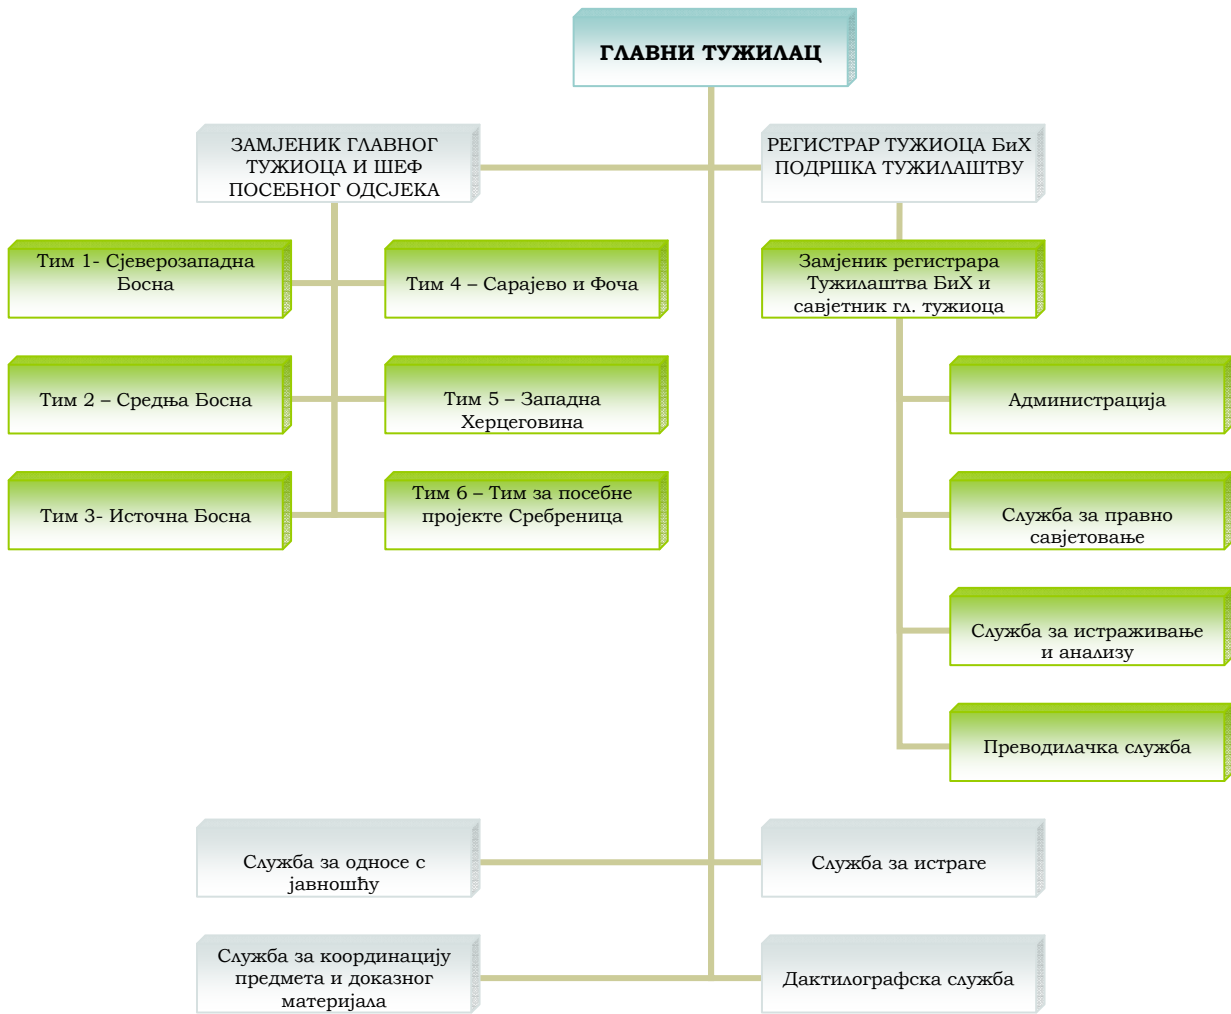 ГЛАВНИ ТУЖИЛАЦ
ЗАМЈЕНИК ГЛАВНОГ
ТУЖИОЦА И ШЕФ
ПОСЕБНОГ ОДСЈЕКА
РЕГИСТРАР ТУЖИОЦА БиХ
ПОДРШКА ТУЖИЛАШТВУ
Тим 1- Сјеверозападна
Босна
Тим 4 – Сарајево и Фоча
Замјеник регистрара
Тужилаштва БиХ и
савјетник гл. тужиоца
Тим 2 – Средња Босна
Тим 5 – Западна
Херцеговина
Администрација
Тим 3- Источна Босна
Тим 6 – Тим за посебне
пројекте Сребреница
Служба за правно
савјетовање
Служба за истраживање
и анализу
Преводилачка служба
Служба за односе с
јавношћу
Служба за истраге
Служба за координацију
предмета и доказног
материјала
Дактилографска служба